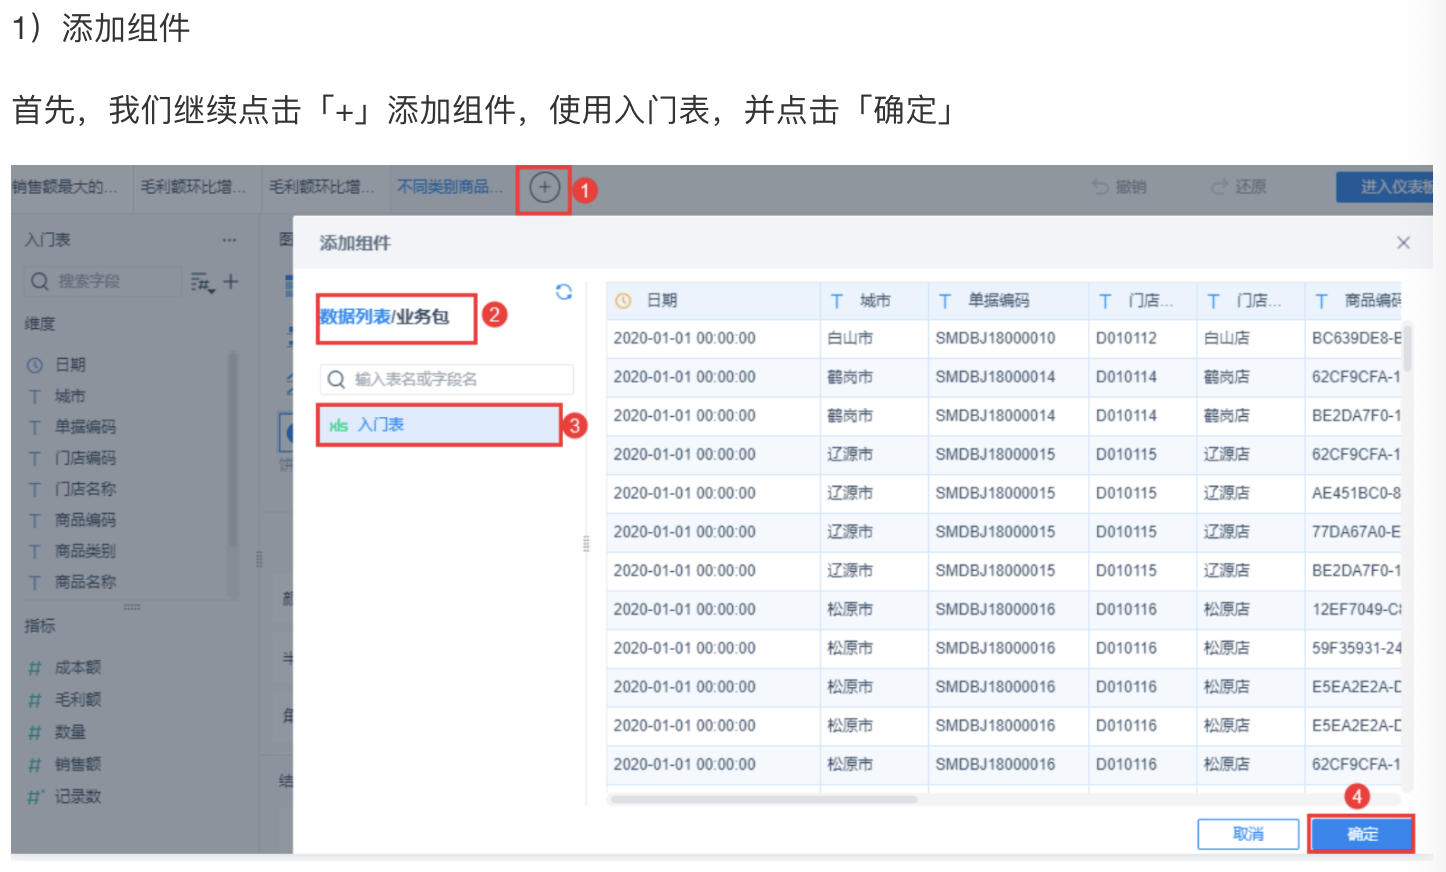 1）添加组件
首先，我们继续点击「+」添加组件，使用入门表，并点击「确定」
销售额最大的... 毛利额环比增... 毛利额环比增... 不同类别商品... + 1 撤销 还原 进入仪表板
入门表 ...
搜索字段
维度
日期
T 城市
T 单据编码
T 门店编码
T 门店名称
T 商品编码
T 商品类别
T 商品名称
指标
# 成本额
# 毛利额
# 数量
# 销售额
#* 记录数
图
饼
颜
半
角
结
添加组件 ×
数据列表/业务包 2
输入表名或字段名
xls 入门表 3
日期 T 城市 T 单据编码 T 门店... T 门店... T 商品编码
2020-01-01 00:00:00 白山市 SMDBJ18000010 D010112 白山店 BC639DE8-E
2020-01-01 00:00:00 鹤岗市 SMDBJ18000014 D010114 鹤岗店 62CF9CFA-1
2020-01-01 00:00:00 鹤岗市 SMDBJ18000014 D010114 鹤岗店 BE2DA7F0-1
2020-01-01 00:00:00 辽源市 SMDBJ18000015 D010115 辽源店 62CF9CFA-1
2020-01-01 00:00:00 辽源市 SMDBJ18000015 D010115 辽源店 AE451BC0-8
2020-01-01 00:00:00 辽源市 SMDBJ18000015 D010115 辽源店 77DA67A0-E
2020-01-01 00:00:00 辽源市 SMDBJ18000015 D010115 辽源店 BE2DA7F0-1
2020-01-01 00:00:00 松原市 SMDBJ18000016 D010116 松原店 12EF7049-C8
2020-01-01 00:00:00 松原市 SMDBJ18000016 D010116 松原店 59F35931-24
2020-01-01 00:00:00 松原市 SMDBJ18000016 D010116 松原店 E5EA2E2A-D
2020-01-01 00:00:00 松原市 SMDBJ18000016 D010116 松原店 E5EA2E2A-D
2020-01-01 00:00:00 松原市 SMDBJ18000016 D010116 松原店 62CF9CFA-1
4
取消 确定